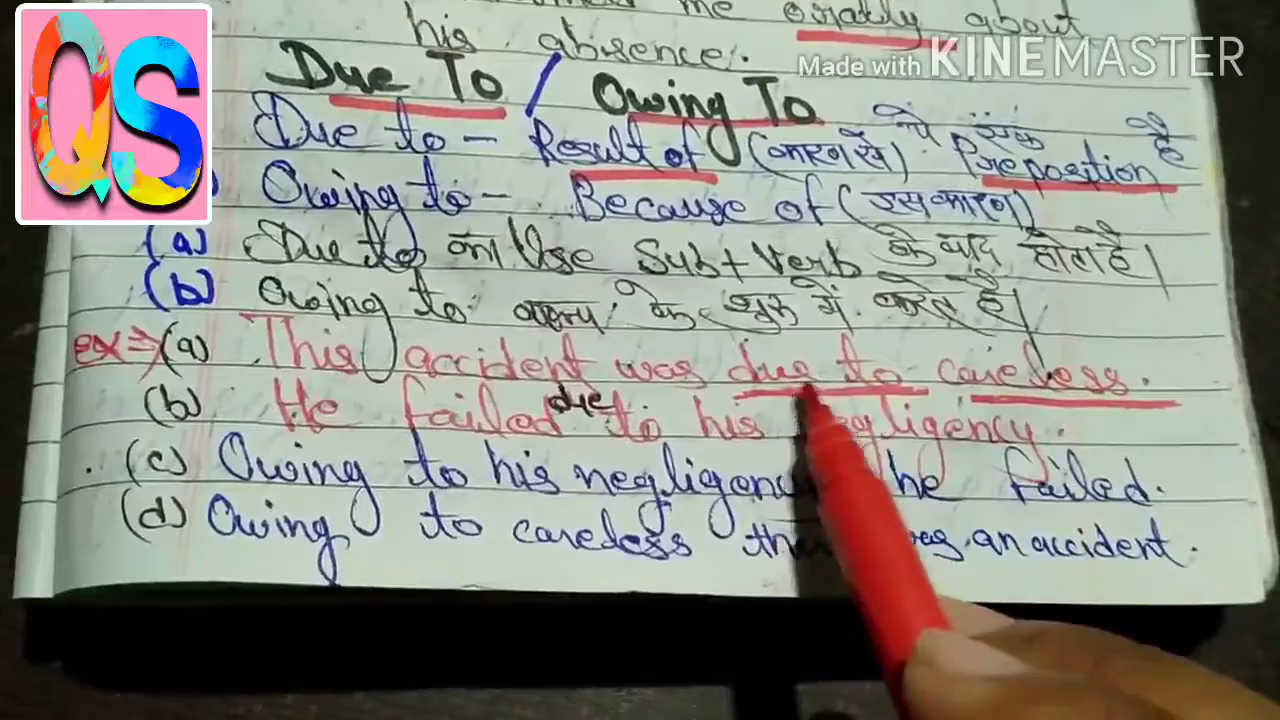 me orally about
his absence.
Made with KINEMASTER
QS
Due To / Owing To
Due to - Result of (कारण से) ये एक Preposition है
Owing to - Because of (इस कारण)
(a) Due to का Use Sub + Verb के बाद होता है।
(b) Owing to वाक्य के शुरू में करते है।
ex ⇒ (a) This accident was due to careless.
(b) He failed due to his negligency.
(c) Owing to his negligency he failed.
(d) Owing to careless there was an accident.